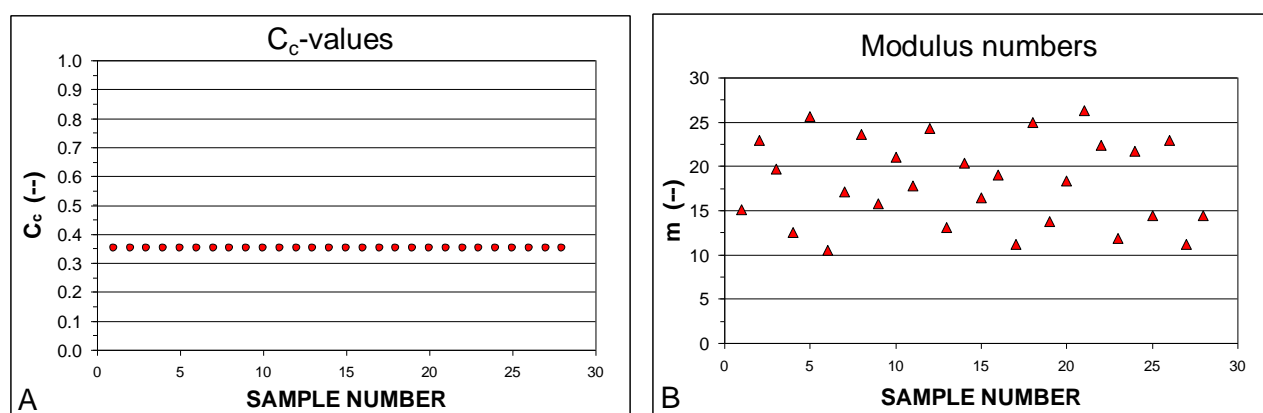 C꜀-values
1.0
0.9
0.8
0.7
0.6
0.5
0.4
0.3
0.2
0.1
0.0
C꜀ (--)
0 5 10 15 20 25 30
SAMPLE NUMBER
A
Modulus numbers
30
25
20
15
10
5
0
m (--)
0 5 10 15 20 25 30
SAMPLE NUMBER
B